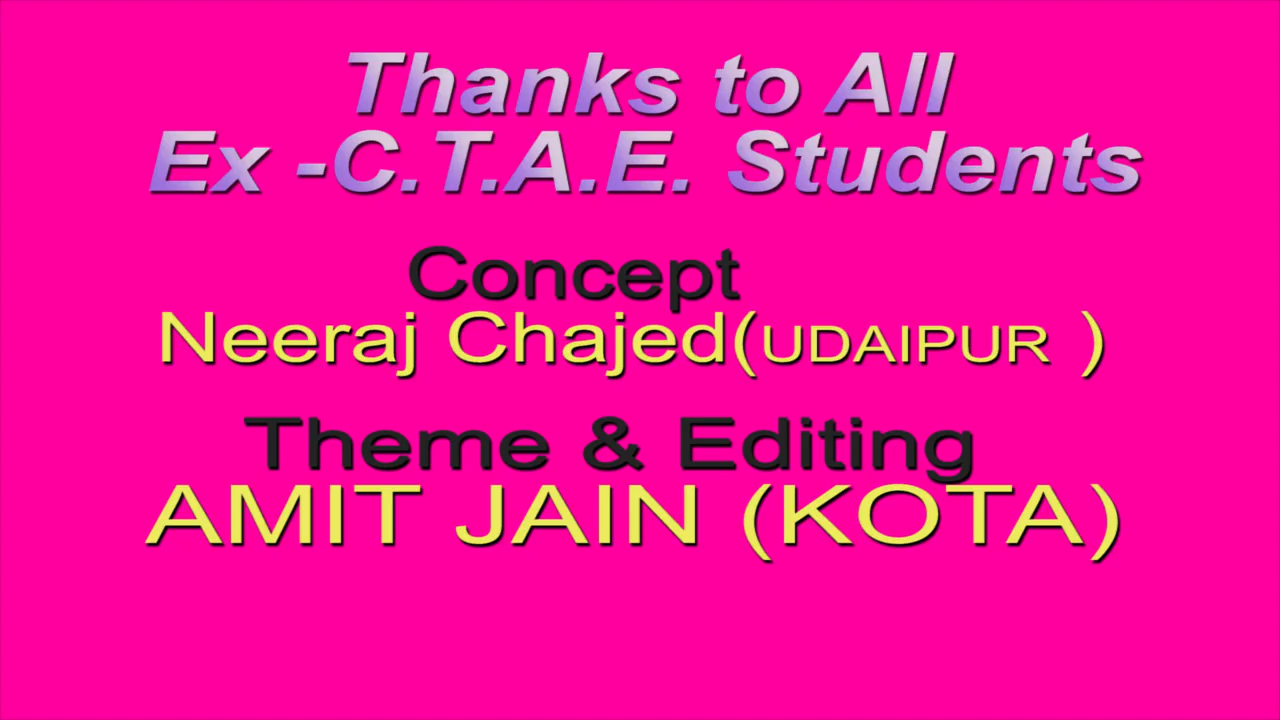 Thanks to All
Ex -C.T.A.E. Students
Concept
Neeraj Chajed(UDAIPUR )
Theme & Editing
AMIT JAIN (KOTA)